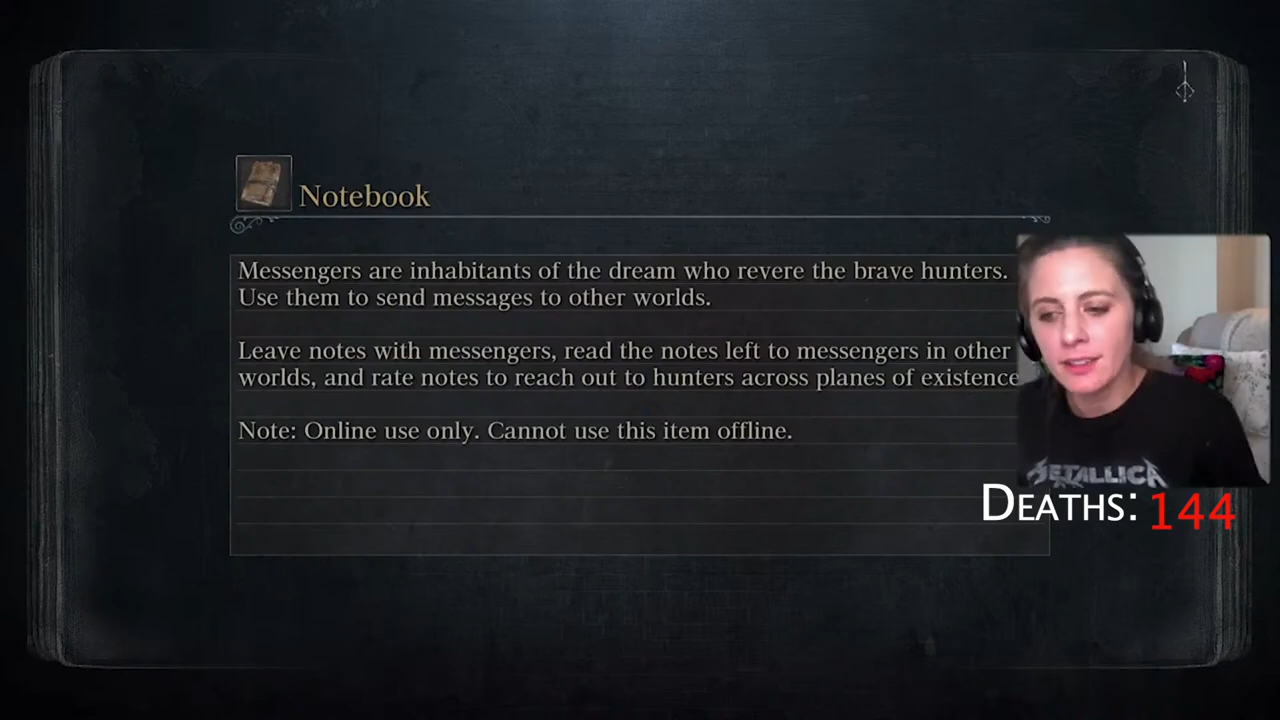 Notebook
Messengers are inhabitants of the dream who revere the brave hunters.
Use them to send messages to other worlds.
Leave notes with messengers, read the notes left to messengers in other
worlds, and rate notes to reach out to hunters across planes of existence
Note: Online use only. Cannot use this item offline.
METALLICA
DEATHS: 144